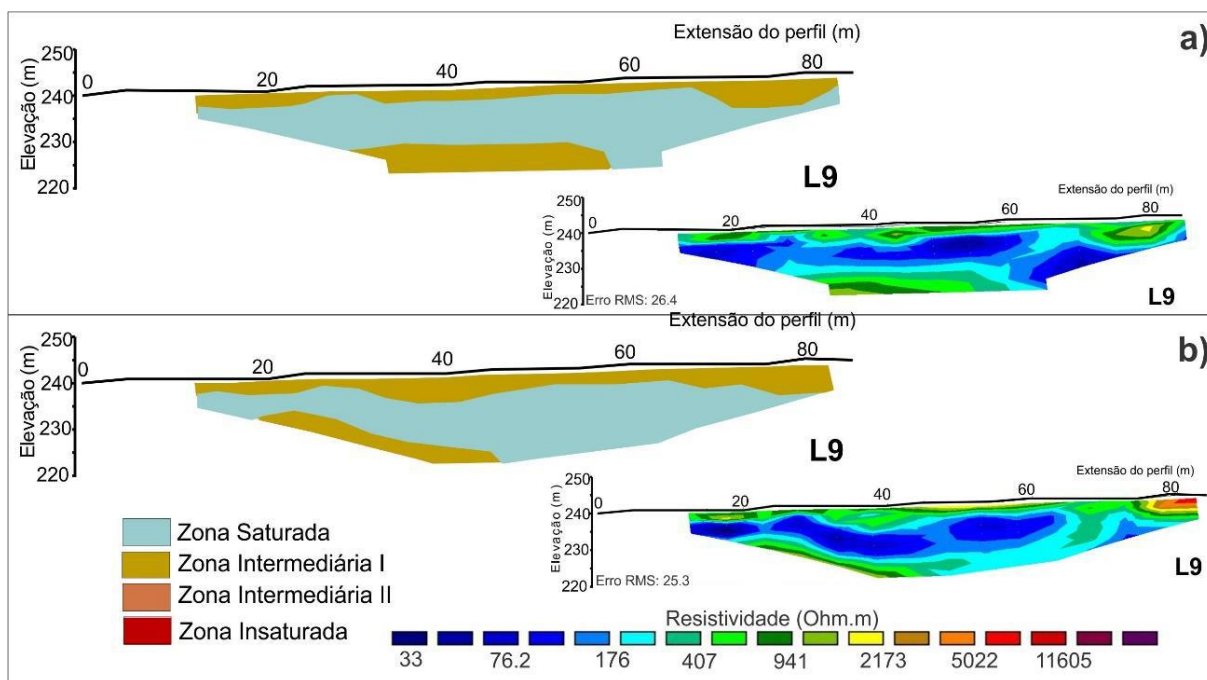 Extensão do perfil (m)
a)
Elevação (m)
250
240
230
220
0
20
40
60
80
L9
Extensão do perfil (m)
Elevação (m)
250
240
230
220
0
20
40
60
80
Erro RMS: 26.4
L9
Extensão do perfil (m)
b)
Elevação (m)
250
240
230
220
0
20
40
60
80
L9
Extensão do perfil (m)
Elevação (m)
250
240
230
220
0
20
40
60
80
Erro RMS: 25.3
L9
Zona Saturada
Zona Intermediária I
Zona Intermediária II
Zona Insaturada
Resistividade (Ohm.m)
33 76.2 176 407 941 2173 5022 11605